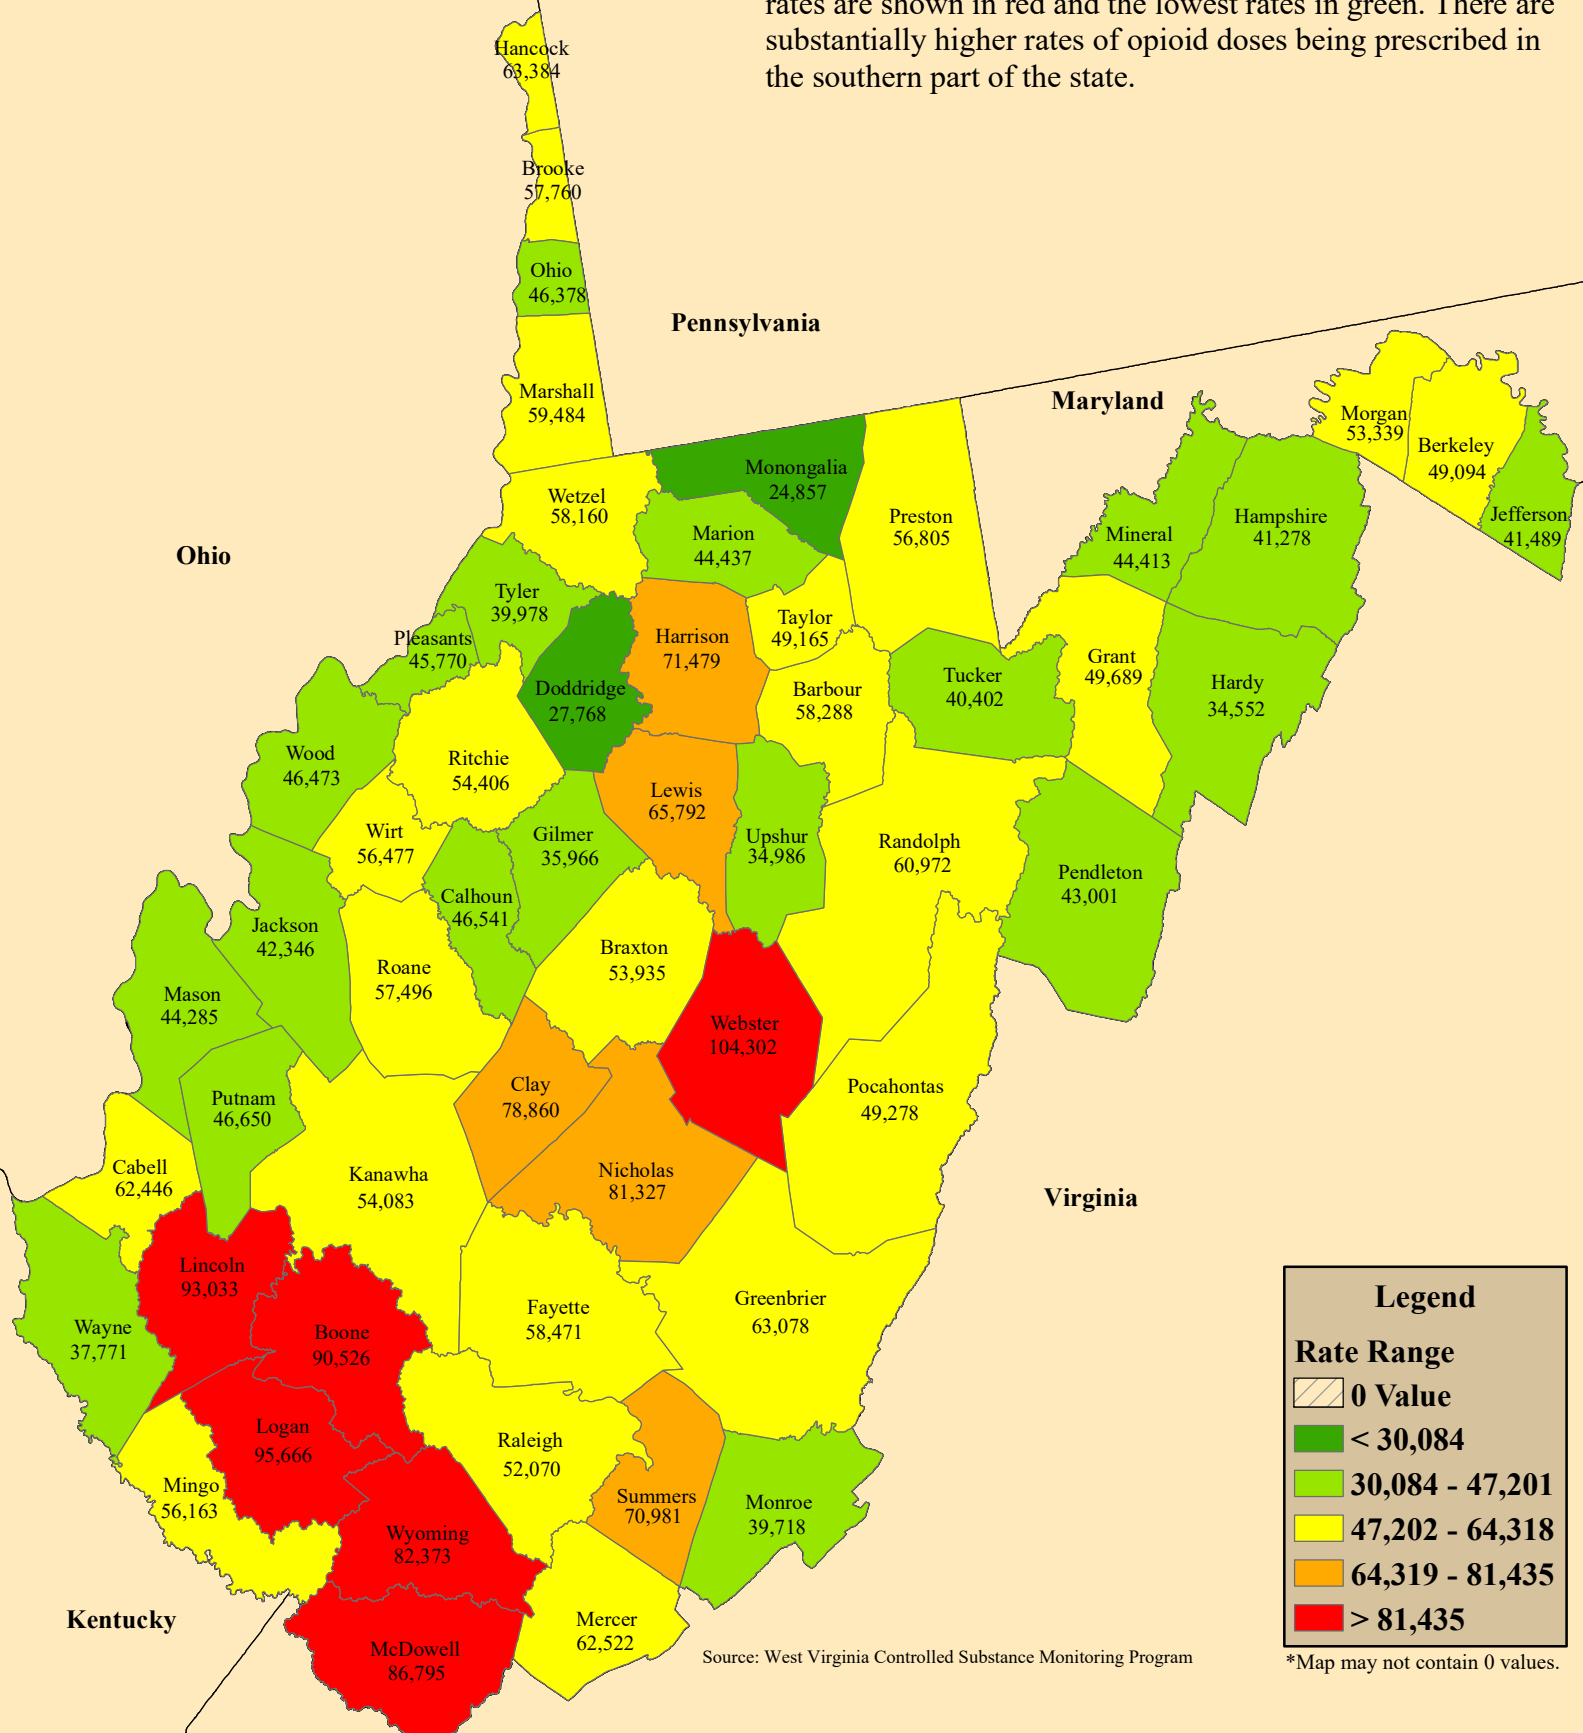 rates are shown in red and the lowest rates in green. There are
substantially higher rates of opioid doses being prescribed in
the southern part of the state.
Hancock
63,384
Brooke
57,760
Ohio
46,378
Pennsylvania
Marshall
59,484
Maryland
Morgan
53,339
Berkeley
49,094
Monongalia
24,857
Wetzel
58,160
Preston
56,805
Hampshire
41,278
Jefferson
41,489
Marion
44,437
Mineral
44,413
Ohio
Tyler
39,978
Taylor
49,165
Pleasants
45,770
Harrison
71,479
Grant
49,689
Tucker
40,402
Hardy
34,552
Doddridge
27,768
Barbour
58,288
Wood
46,473
Ritchie
54,406
Lewis
65,792
Wirt
56,477
Gilmer
35,966
Upshur
34,986
Randolph
60,972
Pendleton
43,001
Calhoun
46,541
Jackson
42,346
Braxton
53,935
Roane
57,496
Mason
44,285
Webster
104,302
Clay
78,860
Pocahontas
49,278
Putnam
46,650
Cabell
62,446
Kanawha
54,083
Nicholas
81,327
Virginia
Lincoln
93,033
Fayette
58,471
Greenbrier
63,078
Wayne
37,771
Boone
90,526
Logan
95,666
Raleigh
52,070
Mingo
56,163
Summers
70,981
Monroe
39,718
Wyoming
82,373
Kentucky
Mercer
62,522
McDowell
86,795
Legend
Rate Range
0 Value
< 30,084
30,084 - 47,201
47,202 - 64,318
64,319 - 81,435
> 81,435
Source: West Virginia Controlled Substance Monitoring Program
*Map may not contain 0 values.